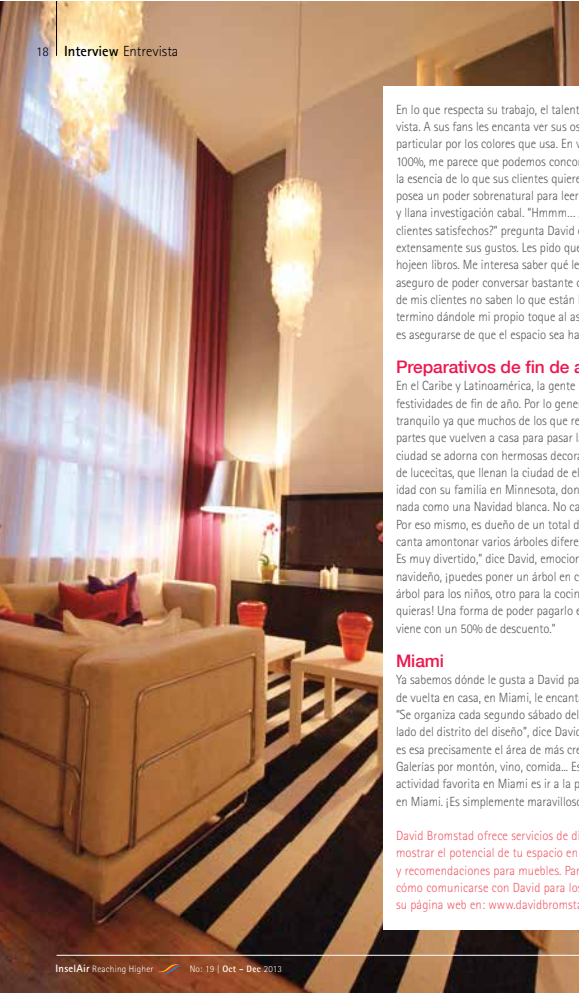 18 Interview Entrevista
En lo que respecta su trabajo, el talent
vista. A sus fans les encanta ver sus os
particular por los colores que usa. En v
100%, me parece que podemos conco
la esencia de lo que sus clientes quiere
posea un poder sobrenatural para leer
y llana investigación cabal. "Hmmm...
clientes satisfechos?" pregunta David
extensamente sus gustos. Les pido que
hojeen libros. Me interesa saber qué le
aseguro de poder conversar bastante
de mis clientes no saben lo que están
termino dándole mi propio toque al as
es asegurarse de que el espacio sea ha
Preparativos de fin de a
En el Caribe y Latinoamérica, la gente
festividades de fin de año. Por lo gene
tranquilo ya que muchos de los que re
partes que vuelven a casa para pasar l
ciudad se adorna con hermosas decora
de lucecitas, que llenan la ciudad de el
idad con su familia en Minnesota, don
nada como una Navidad blanca. No ca
Por eso mismo, es dueño de un total d
canta amontonar varios árboles difere
Es muy divertido," dice David, emocion
navideño, ¡puedes poner un árbol en c
árbol para los niños, otro para la cocin
quieras! Una forma de poder pagarlo e
viene con un 50% de descuento."
Miami
Ya sabemos dónde le gusta a David pa
de vuelta en casa, en Miami, le encant
"Se organiza cada segundo sábado del
lado del distrito del diseño", dice David
es esa precisamente el área de más cre
Galerías por montón, vino, comida... Es
actividad favorita en Miami es ir a la p
en Miami. ¡Es simplemente maravilloso
David Bromstad ofrece servicios de di
mostrar el potencial de tu espacio en
y recomendaciones para muebles. Par
cómo comunicarse con David para los
su página web en: www.davidbromsta
InselAir Reaching Higher No: 19 | Oct – Dec 2013